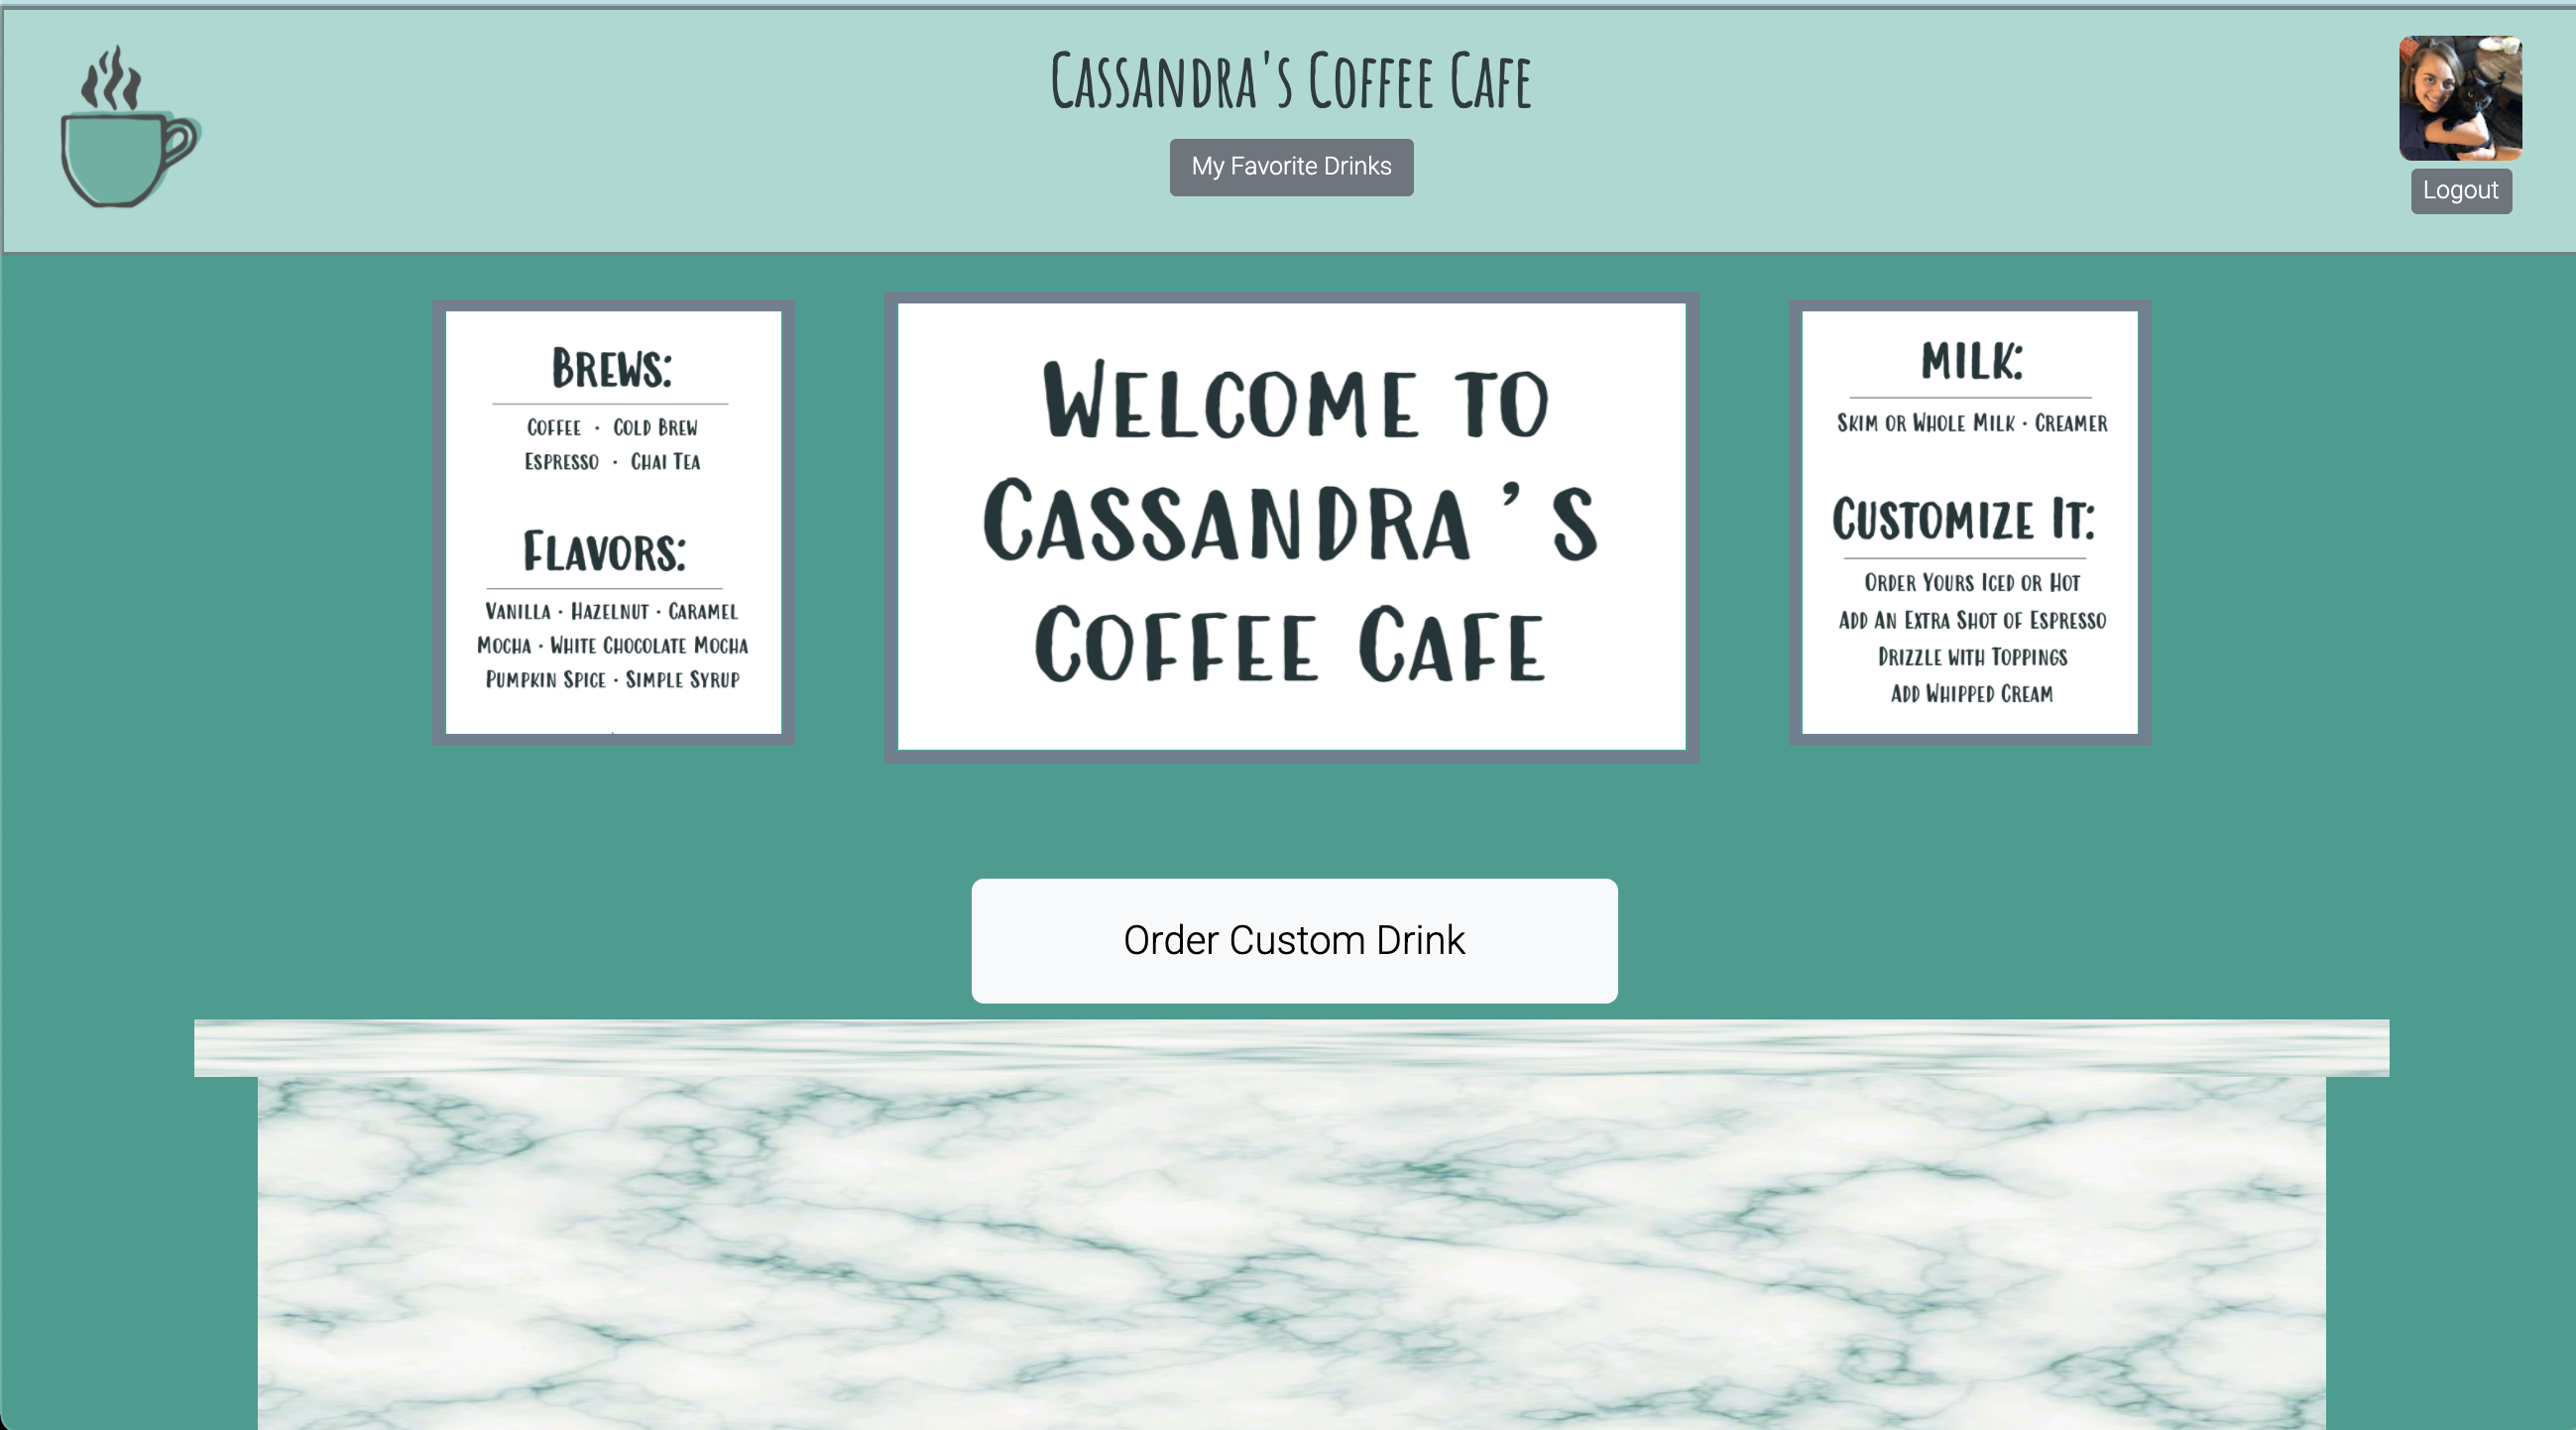 Cassandra's Coffee Cafe
My Favorite Drinks
Logout
Brews:
Coffee · Cold Brew
Espresso · Chai Tea
Flavors:
Vanilla · Hazelnut · Caramel
Mocha · White Chocolate Mocha
Pumpkin Spice · Simple Syrup
Welcome to
Cassandra's
Coffee Cafe
Milk:
Skim or Whole Milk · Creamer
Customize It:
Order Yours Iced or Hot
Add An Extra Shot of Espresso
Drizzle with Toppings
Add Whipped Cream
Order Custom Drink